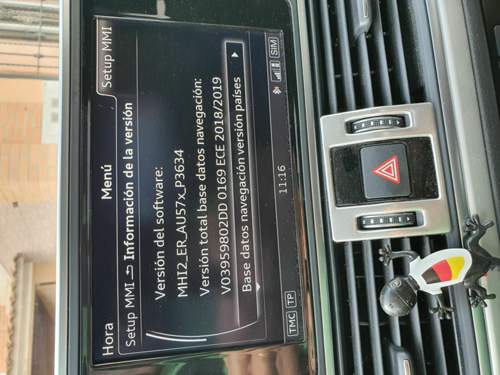 Hora
Menú
Setup MMI
Setup MMI Información de la versión
Versión del software:
MHI2_ER_AU57x_P3634
Versión total base datos navegación:
V03959802DD 0169 ECE 2018/2019
Base datos navegación versión países
TMC TP
11:16
SIM